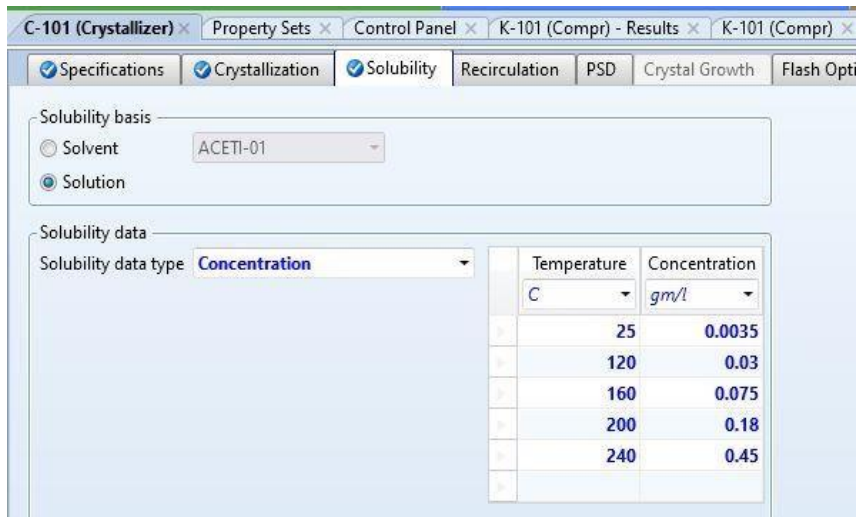 C-101 (Crystallizer) Property Sets Control Panel K-101 (Compr) - Results K-101 (Compr)
Specifications Crystallization Solubility Recirculation PSD Crystal Growth Flash Opti
Solubility basis
Solvent ACETI-01
Solution
Solubility data
Solubility data type Concentration
Temperature Concentration
C gm/l
25 0.0035
120 0.03
160 0.075
200 0.18
240 0.45